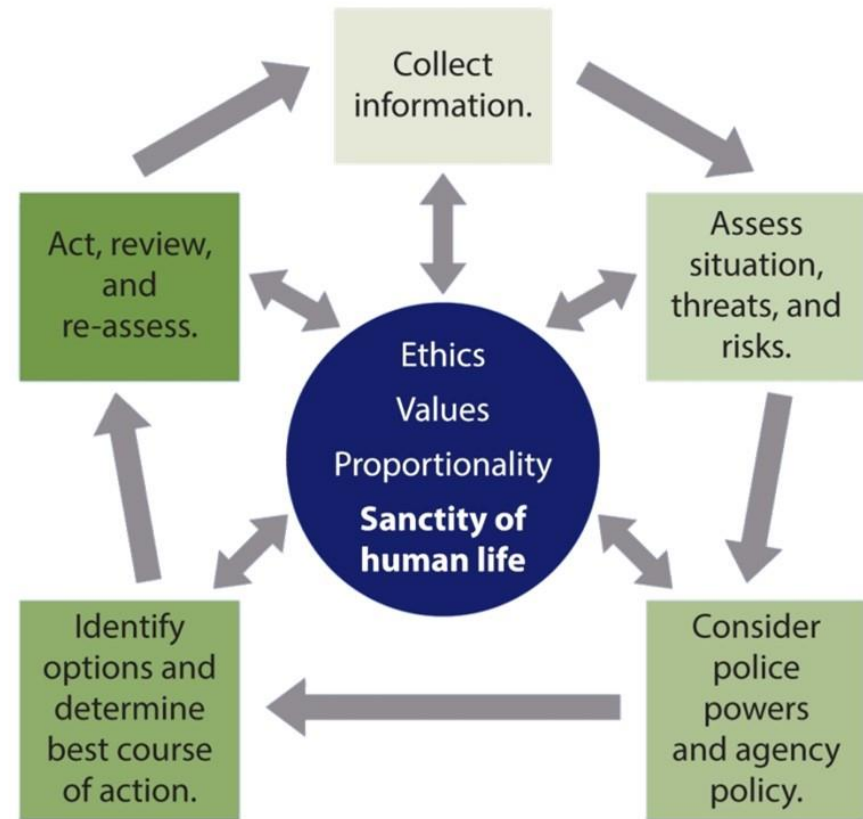 Collect
information.
Assess
situation,
threats, and
risks.
Consider
police
powers
and agency
policy.
Identify
options and
determine
best course
of action.
Act, review,
and
re-assess.
Ethics
Values
Proportionality
Sanctity of
human life